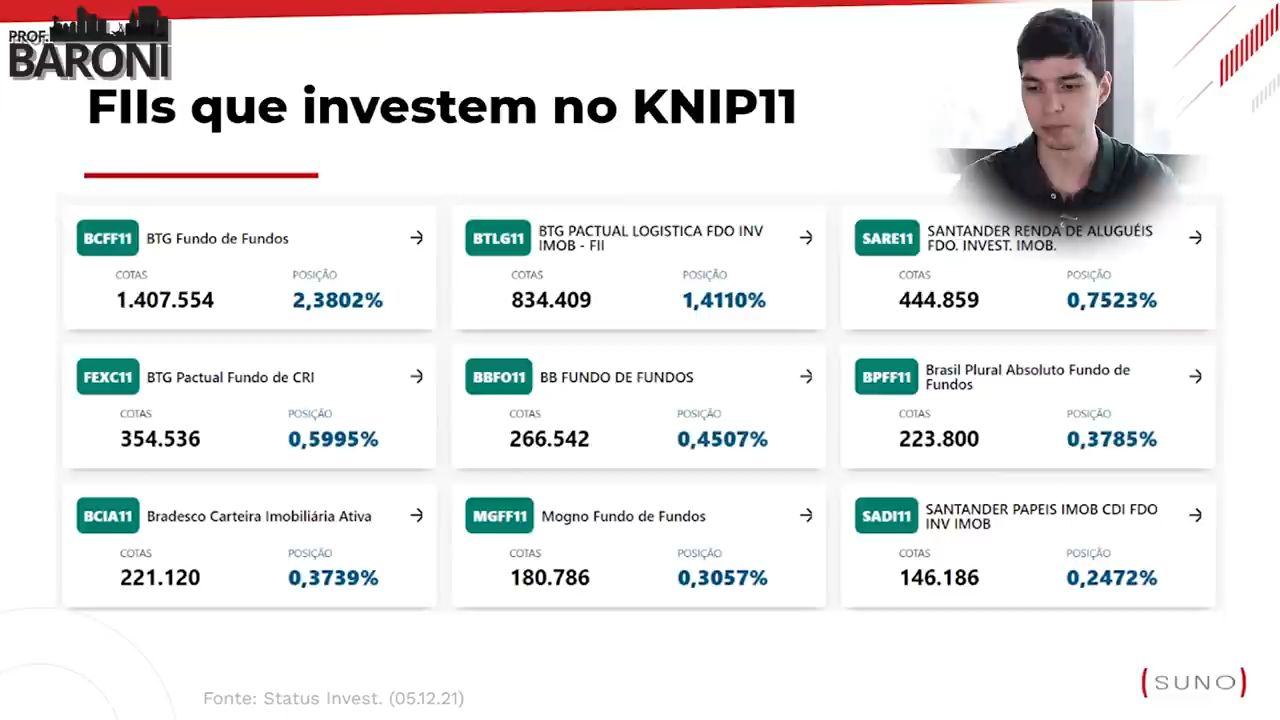 PROF.
BARONI
FIIs que investem no KNIP11
BCFF11 BTG Fundo de Fundos
COTAS POSIÇÃO
1.407.554 2,3802%
BTLG11 BTG PACTUAL LOGISTICA FDO INV
IMOB - FII
COTAS POSIÇÃO
834.409 1,4110%
SARE11 SANTANDER RENDA DE ALUGUÉIS
FDO. INVEST. IMOB.
COTAS POSIÇÃO
444.859 0,7523%
FEXC11 BTG Pactual Fundo de CRI
COTAS POSIÇÃO
354.536 0,5995%
BBFO11 BB FUNDO DE FUNDOS
COTAS POSIÇÃO
266.542 0,4507%
BPFF11 Brasil Plural Absoluto Fundo de
Fundos
COTAS POSIÇÃO
223.800 0,3785%
BCIA11 Bradesco Carteira Imobiliária Ativa
COTAS POSIÇÃO
221.120 0,3739%
MGFF11 Mogno Fundo de Fundos
COTAS POSIÇÃO
180.786 0,3057%
SADI11 SANTANDER PAPEIS IMOB CDI FDO
INV IMOB
COTAS POSIÇÃO
146.186 0,2472%
Fonte: Status Invest. (05.12.21)
(SUNO)